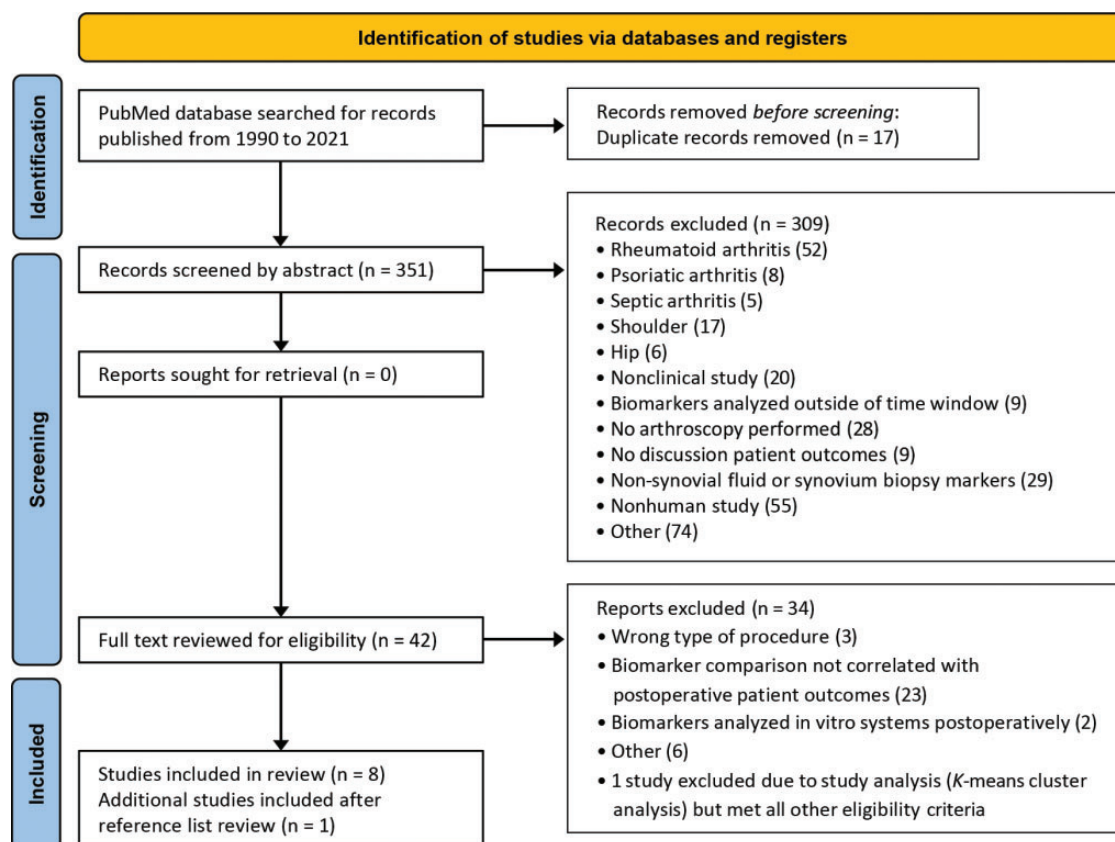 Identification of studies via databases and registers
Identification
PubMed database searched for records
published from 1990 to 2021
Records removed before screening:
Duplicate records removed (n = 17)
Screening
Records screened by abstract (n = 351)
Records excluded (n = 309)
• Rheumatoid arthritis (52)
• Psoriatic arthritis (8)
• Septic arthritis (5)
• Shoulder (17)
• Hip (6)
• Nonclinical study (20)
• Biomarkers analyzed outside of time window (9)
• No arthroscopy performed (28)
• No discussion patient outcomes (9)
• Non-synovial fluid or synovium biopsy markers (29)
• Nonhuman study (55)
• Other (74)
Reports sought for retrieval (n = 0)
Full text reviewed for eligibility (n = 42)
Reports excluded (n = 34)
• Wrong type of procedure (3)
• Biomarker comparison not correlated with
postoperative patient outcomes (23)
• Biomarkers analyzed in vitro systems postoperatively (2)
• Other (6)
• 1 study excluded due to study analysis (K-means cluster
analysis) but met all other eligibility criteria
Included
Studies included in review (n = 8)
Additional studies included after
reference list review (n = 1)